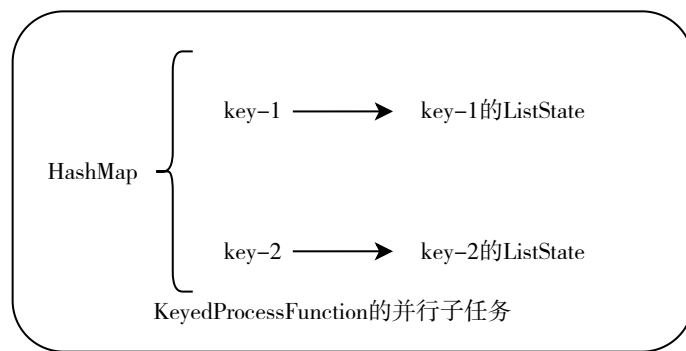 key-1
key-1的ListState
HashMap
key-2
key-2的ListState
KeyedProcessFunction的并行子任务